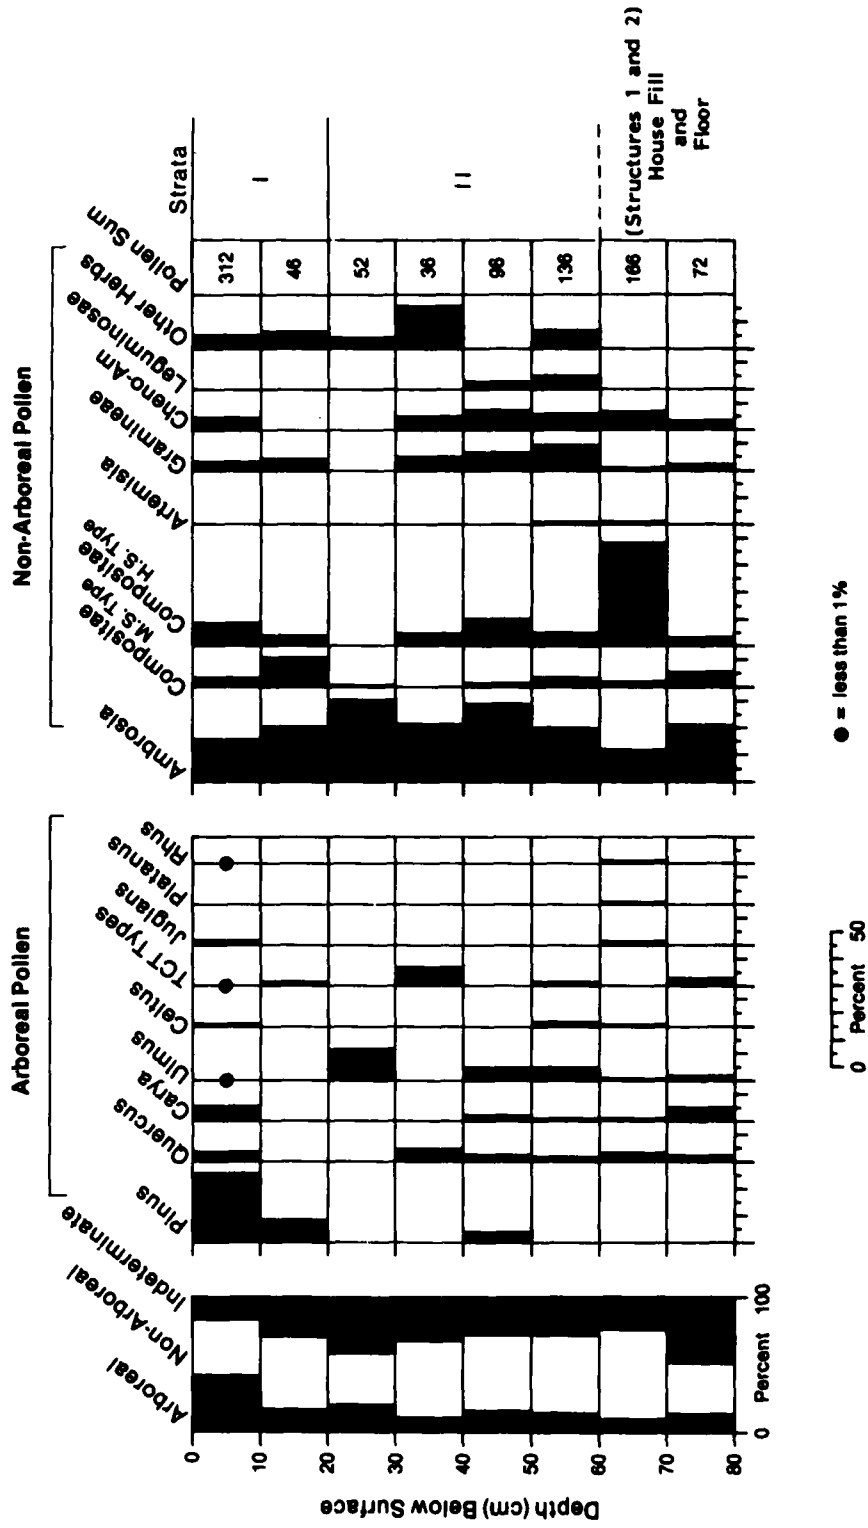 Arboreal Pollen
Non-Arboreal Pollen
Arboreal
Non-Arboreal
Indeterminate
Pinus
Quercus
Carya
Ulmus
Celtus
TCT Types
Juglans
Platanus
Rhus
Ambrosia
Compositae
M.S. Type
Compositae
H.S. Type
Artemisia
Gramineae
Cheno-Am
Leguminosae
Other Herbs
Pollen Sum
Strata
Depth (cm) Below Surface
0
10
20
30
40
50
60
70
80
312
46
52
36
96
136
166
72
I
II
(Structures 1 and 2)
House Fill
and
Floor
0 Percent 100
0 50
Percent
● = less than 1%